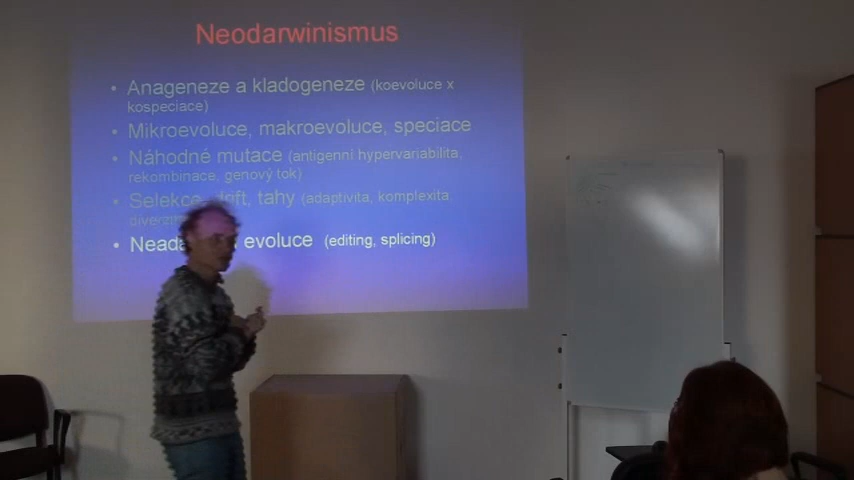 Neodarwinismus
• Anageneze a kladogeneze (koevoluce x
kospeciace)
• Mikroevoluce, makroevoluce, speciace
• Náhodné mutace (antigenní hypervariabilita,
rekombinace, genový tok)
• Selekce, drift, tahy (adaptivita, komplexita,
• evoluce (editing, splicing)